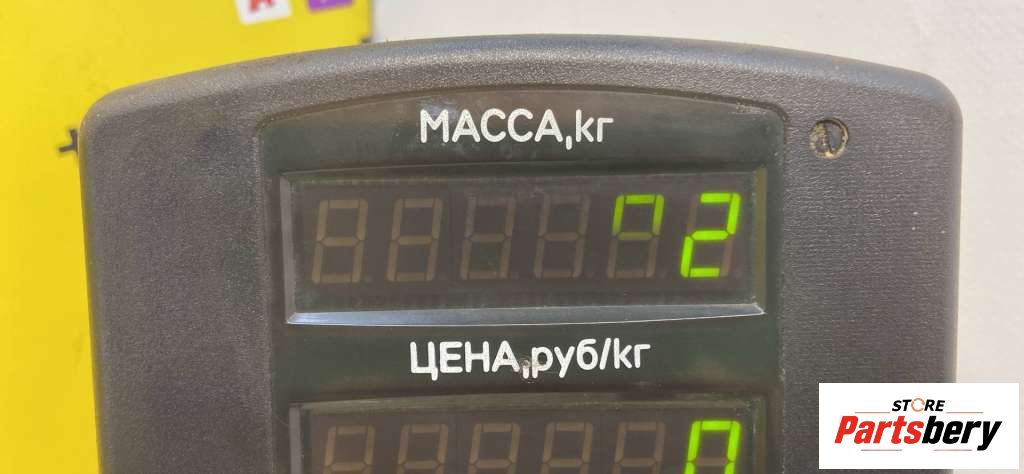 МАССА,кг
2
ЦЕНА,руб/кг
STORE
Partsbery